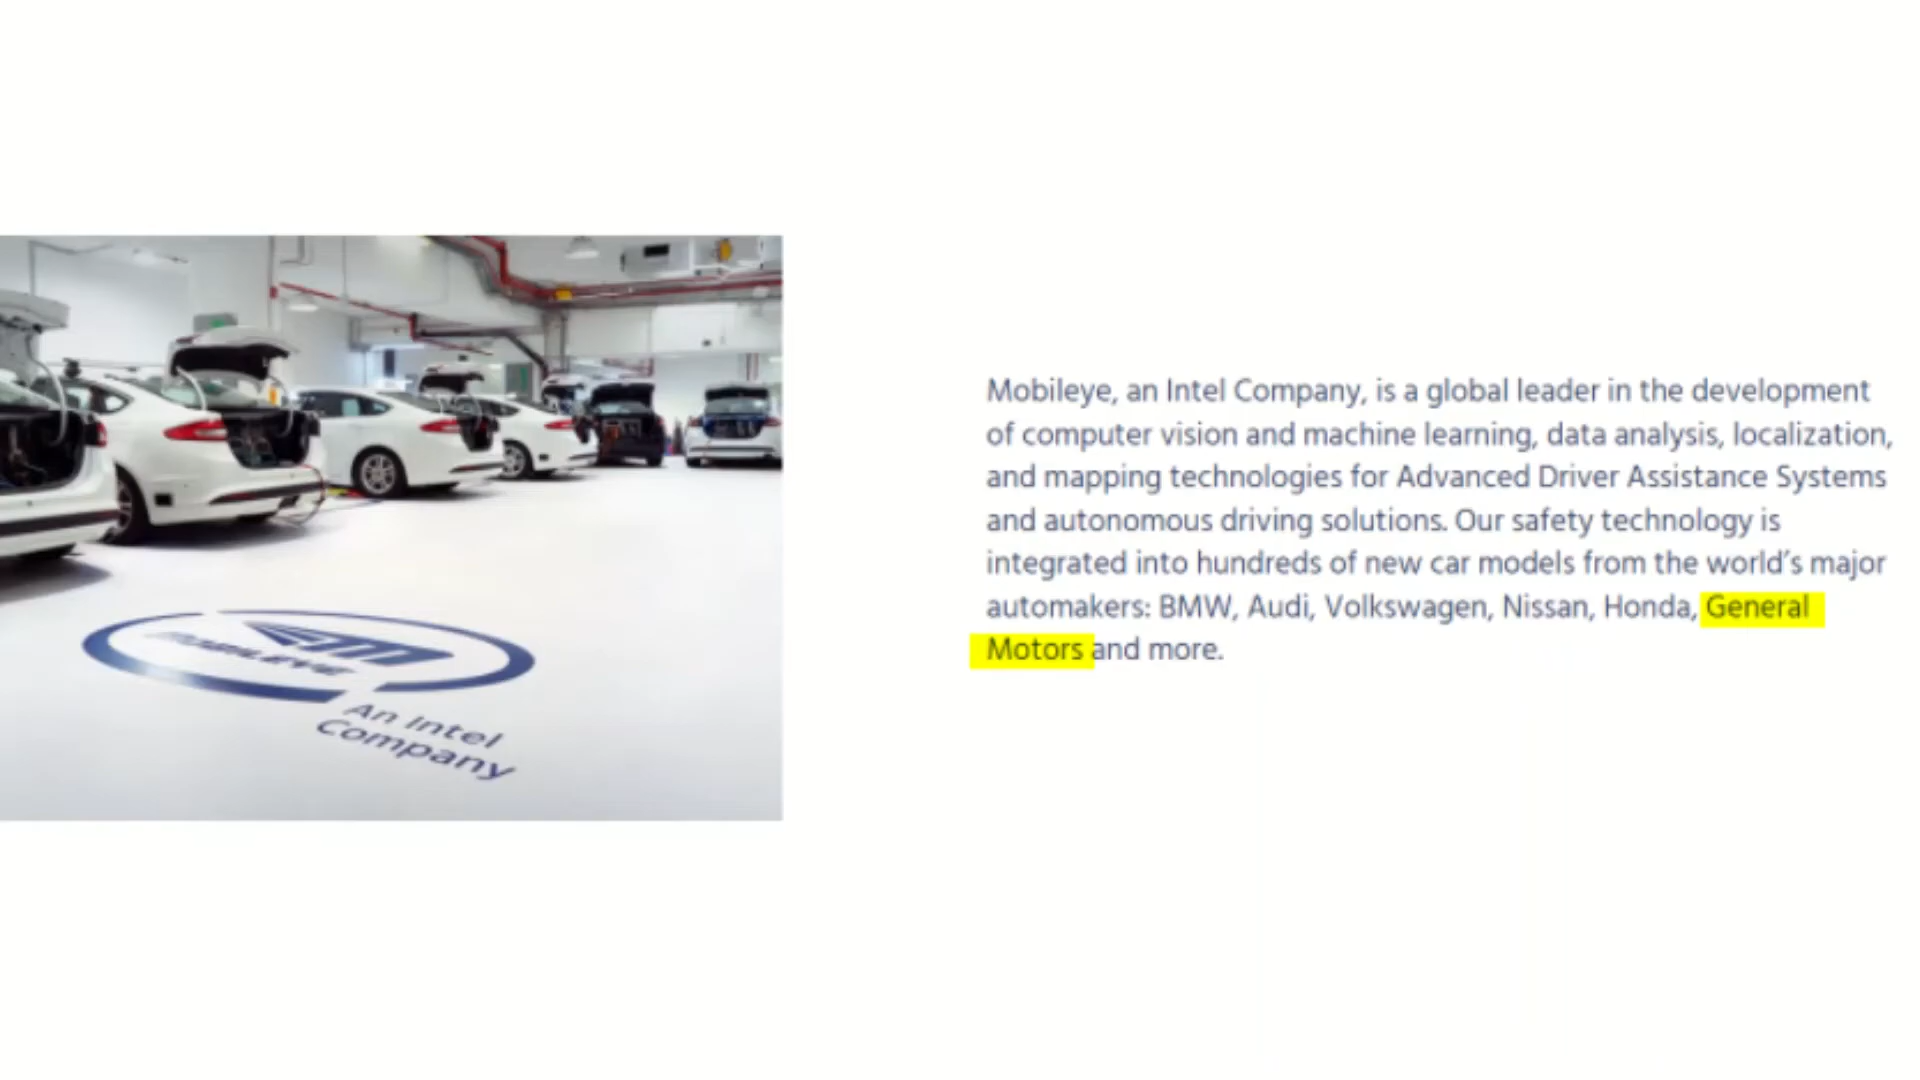 MOBILEYE
An Intel
Company
Mobileye, an Intel Company, is a global leader in the development
of computer vision and machine learning, data analysis, localization,
and mapping technologies for Advanced Driver Assistance Systems
and autonomous driving solutions. Our safety technology is
integrated into hundreds of new car models from the world's major
automakers: BMW, Audi, Volkswagen, Nissan, Honda, General
Motors and more.